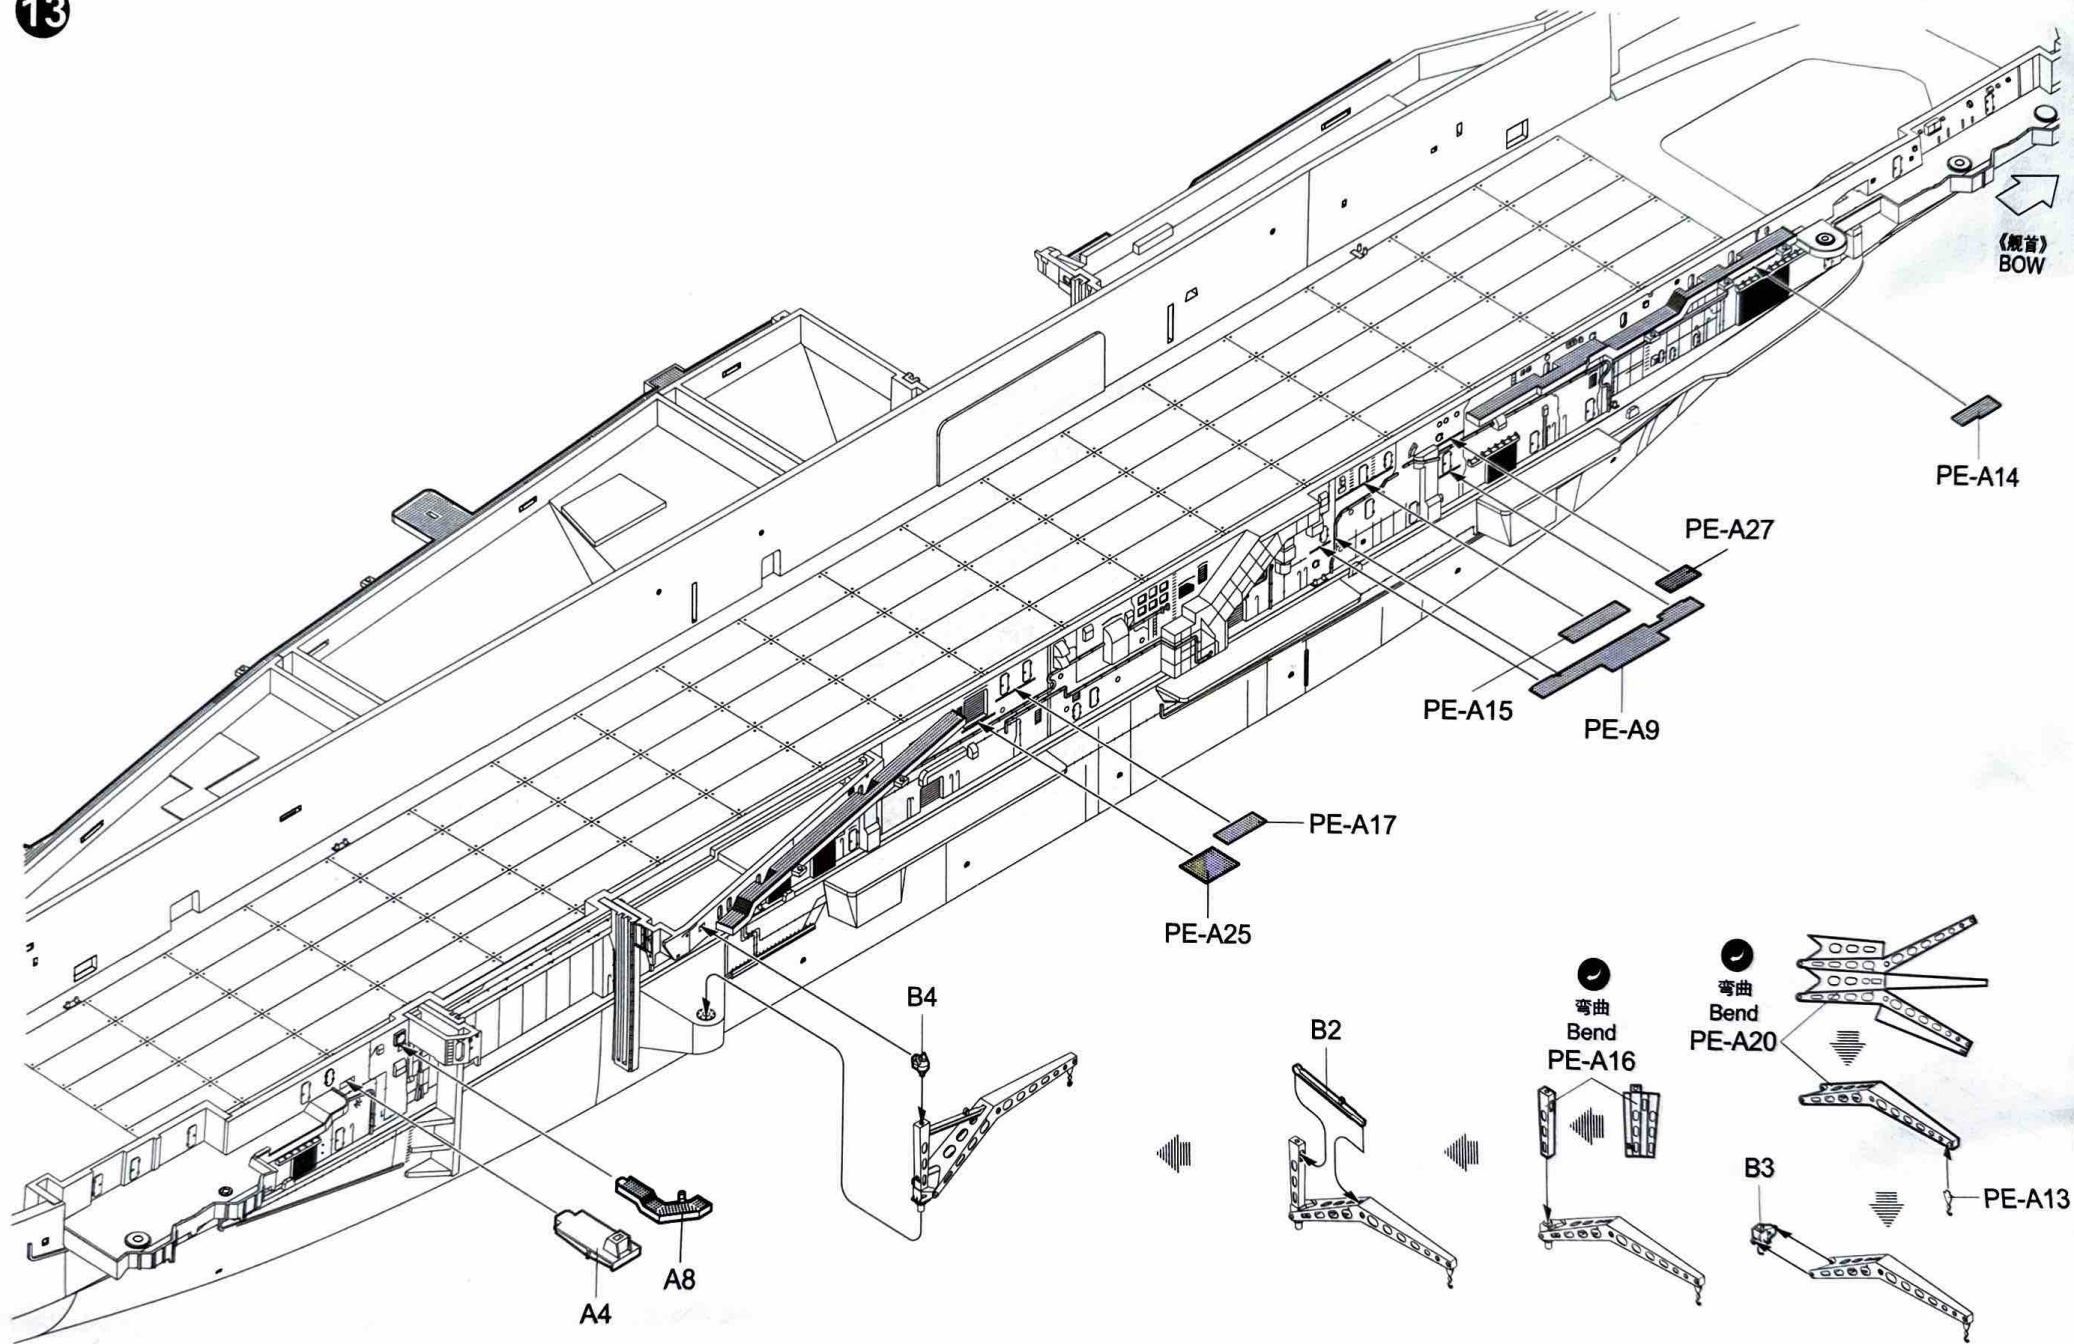 13
《舰首》
BOW
PE-A14
PE-A27
PE-A15
PE-A9
PE-A17
PE-A25
B4
B2
弯曲
Bend
PE-A16
弯曲
Bend
PE-A20
B3
PE-A13
A8
A4